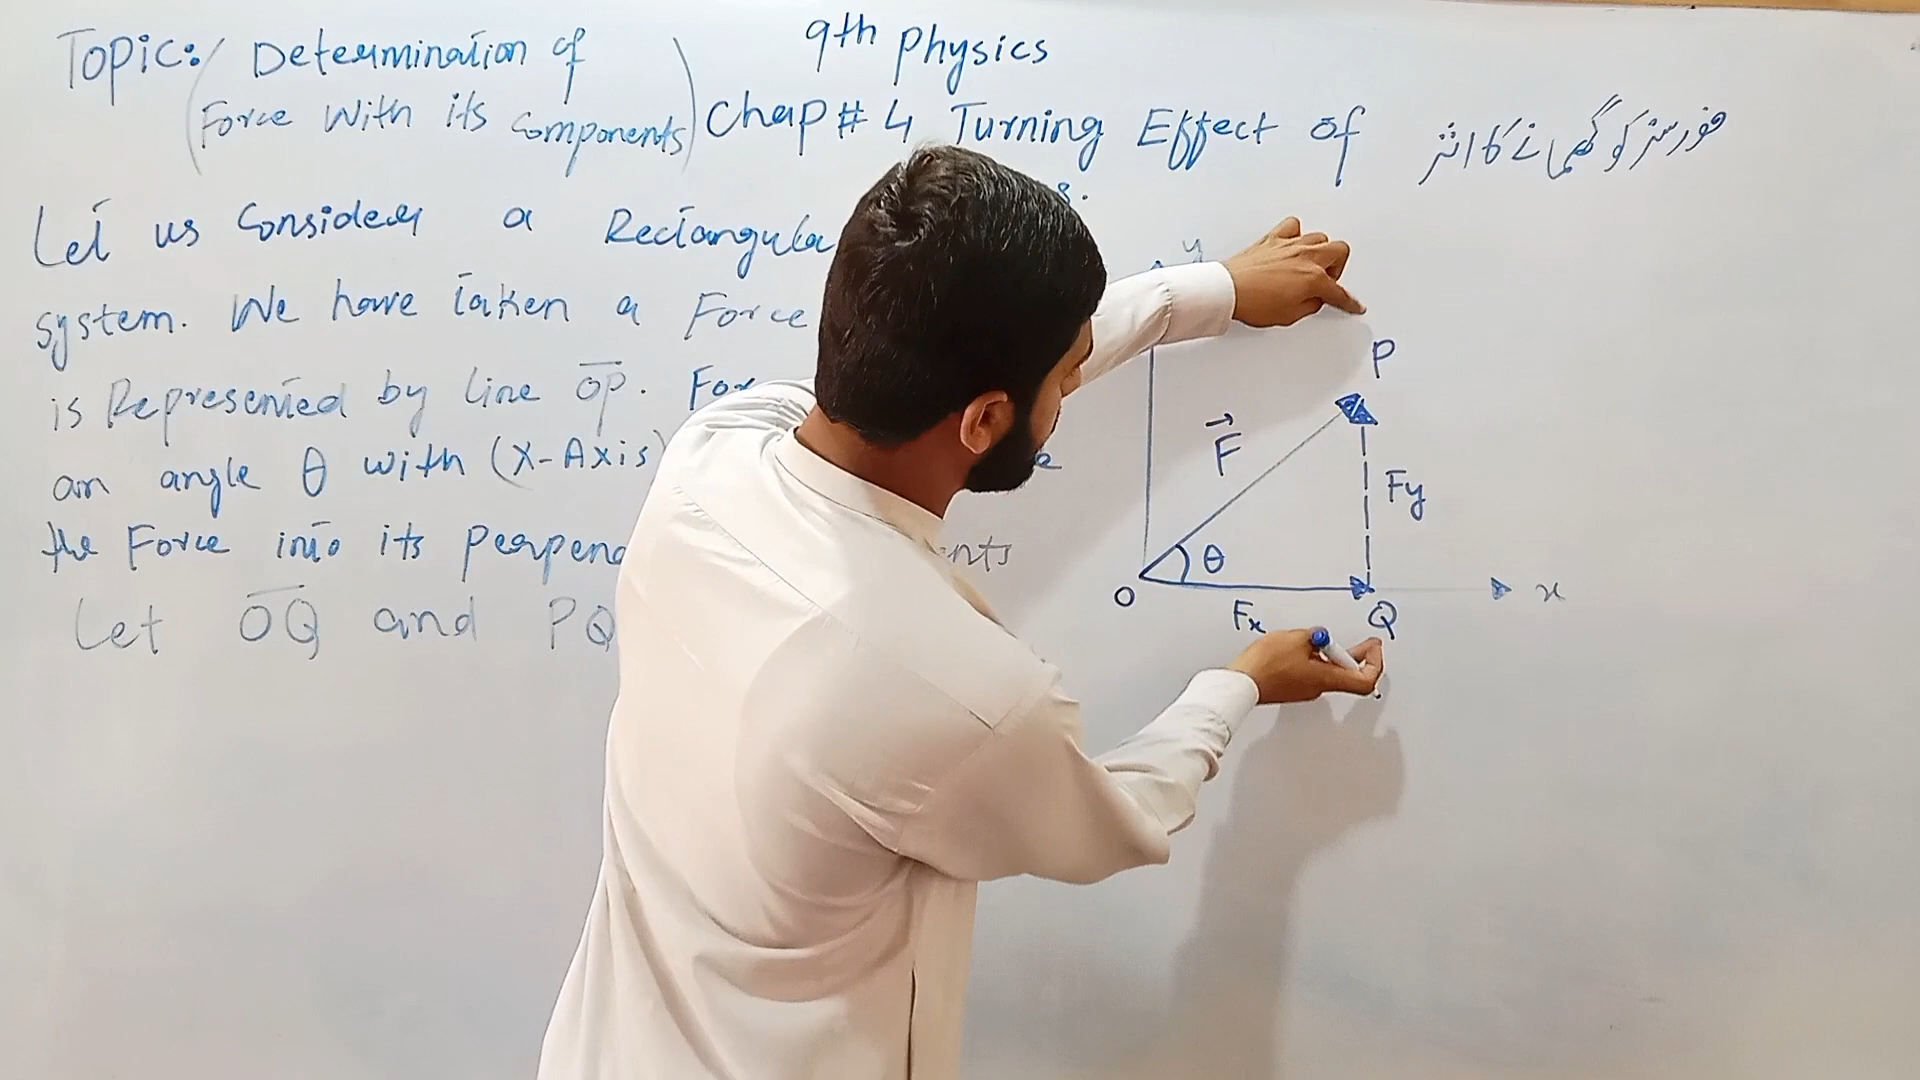 Topic: (Determination of
Force with its Components)
9th Physics
Chap # 4 Turning Effect of
s.
فورسز کو گھمانے کا اثر
Let us Consider a Rectangula
system. We have taken a Force
is Represented by line OP. For
an angle θ with (X-Axis)
the Force into its perpend nts
Let OQ and PQ
y
P
F
Fy
θ
O
Fx
Q
x